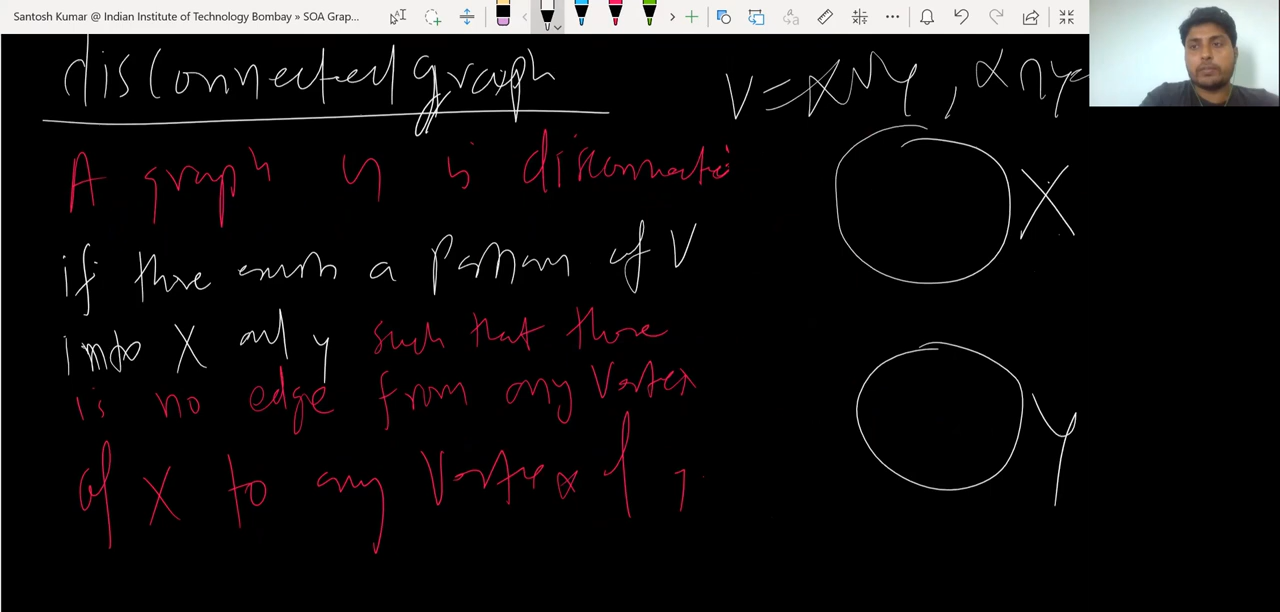 Santosh Kumar @ Indian Institute of Technology Bombay » SOA Grap...
disconnected graph
V = X ∪ Y, X ∩ Y =
A graph G is disconnected
if there exists a partition of V
into X and Y such that there
is no edge from any vertex
of X to any vertex of
X
Y